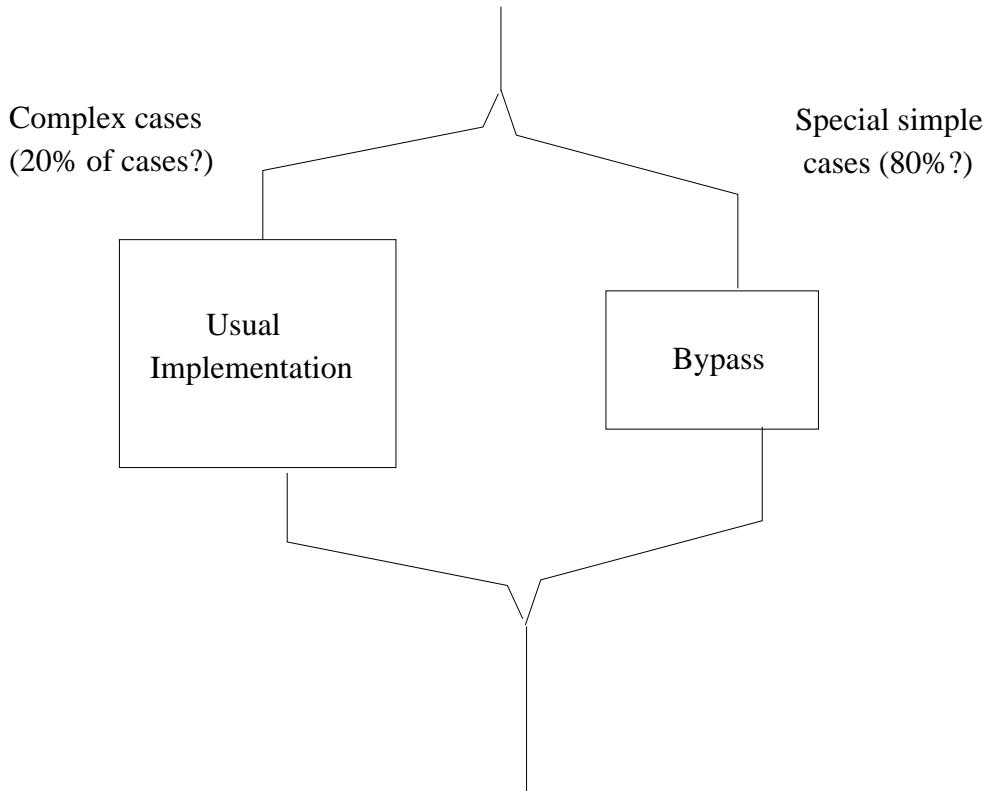 Complex cases
(20% of cases?)
Special simple
cases (80%?)
Usual
Implementation
Bypass